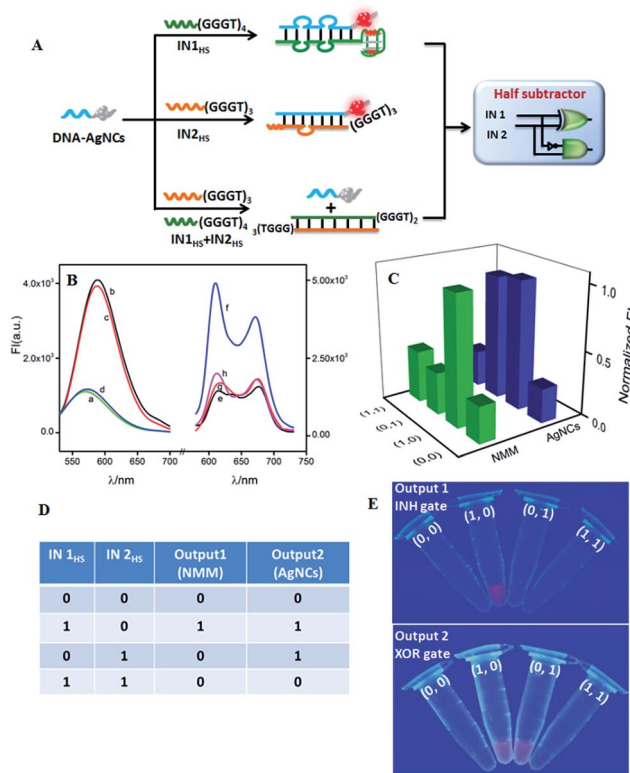 A
(GGGT)4
IN1HS
(GGGT)3
IN2HS
(GGGT)3
DNA-AgNCs
(GGGT)3
(GGGT)4
IN1HS+IN2HS
+
3(TGGG)
(GGGT)2
Half subtractor
IN 1
IN 2
B
FI(a.u.)
4.0x10³
2.0x10³
0.0
b
c
d
a
550
600
650
700
λ/nm
f
h
g
e
600
650
700
750
λ/nm
5.00x10³
2.50x10³
0.00
C
Normalized FI
1.0
0.5
0.0
(1,1)
(0,1)
(1,0)
(0,0)
NMM
AgNCs
D
IN 1HS IN 2HS Output1 (NMM) Output2 (AgNCs)
0 0 0 0
1 0 1 1
0 1 0 1
1 1 0 0
E
Output 1
INH gate
(0, 0)
(1, 0)
(0, 1)
(1, 1)
Output 2
XOR gate
(0, 0)
(1, 0)
(0, 1)
(1, 1)